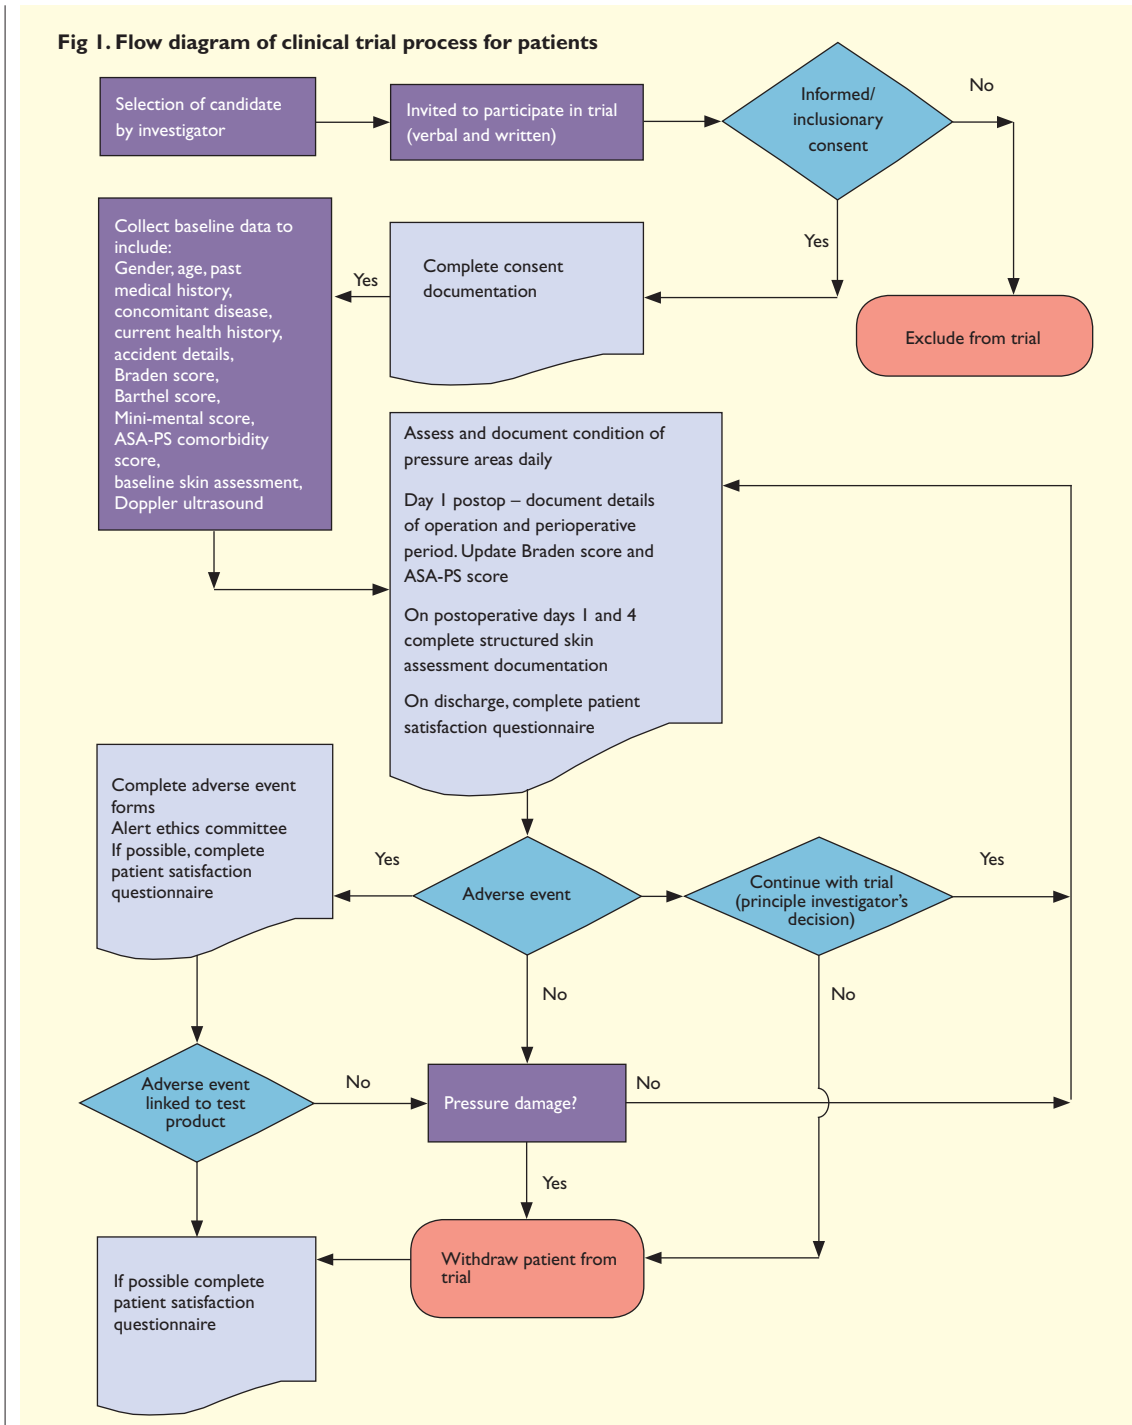 Fig 1. Flow diagram of clinical trial process for patients
Selection of candidate
by investigator
Invited to participate in trial
(verbal and written)
Informed/
inclusionary
consent
No
Yes
Exclude from trial
Complete consent
documentation
Yes
Collect baseline data to
include:
Gender, age, past
medical history,
concomitant disease,
current health history,
accident details,
Braden score,
Barthel score,
Mini-mental score,
ASA-PS comorbidity
score,
baseline skin assessment,
Doppler ultrasound
Assess and document condition of
pressure areas daily
Day 1 postop – document details
of operation and perioperative
period. Update Braden score and
ASA-PS score
On postoperative days 1 and 4
complete structured skin
assessment documentation
On discharge, complete patient
satisfaction questionnaire
Complete adverse event
forms
Alert ethics committee
If possible, complete
patient satisfaction
questionnaire
Yes
Adverse event
Continue with trial
(principle investigator's
decision)
Yes
No
No
Adverse event
linked to test
product
No
Pressure damage?
No
Yes
Withdraw patient from
trial
If possible complete
patient satisfaction
questionnaire